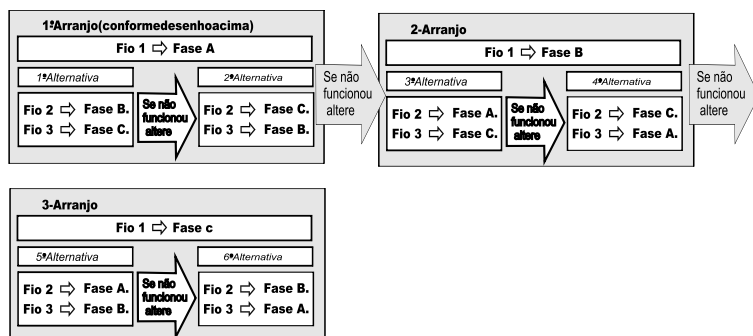 1ºArranjo(conformedesenhoacima)
Fio 1 ⇨ Fase A
1ªAlternativa
Fio 2 ⇨ Fase B.
Fio 3 ⇨ Fase C.
Se não
funcionou
altere
2ªAlternativa
Fio 2 ⇨ Fase C.
Fio 3 ⇨ Fase B.
Se não
funcionou
altere
2-Arranjo
Fio 1 ⇨ Fase B
3ªAlternativa
Fio 2 ⇨ Fase A.
Fio 3 ⇨ Fase C.
Se não
funcionou
altere
4ªAlternativa
Fio 2 ⇨ Fase C.
Fio 3 ⇨ Fase A.
Se não
funcionou
altere
3-Arranjo
Fio 1 ⇨ Fase c
5ªAlternativa
Fio 2 ⇨ Fase A.
Fio 3 ⇨ Fase B.
Se não
funcionou
altere
6ªAlternativa
Fio 2 ⇨ Fase B.
Fio 3 ⇨ Fase A.